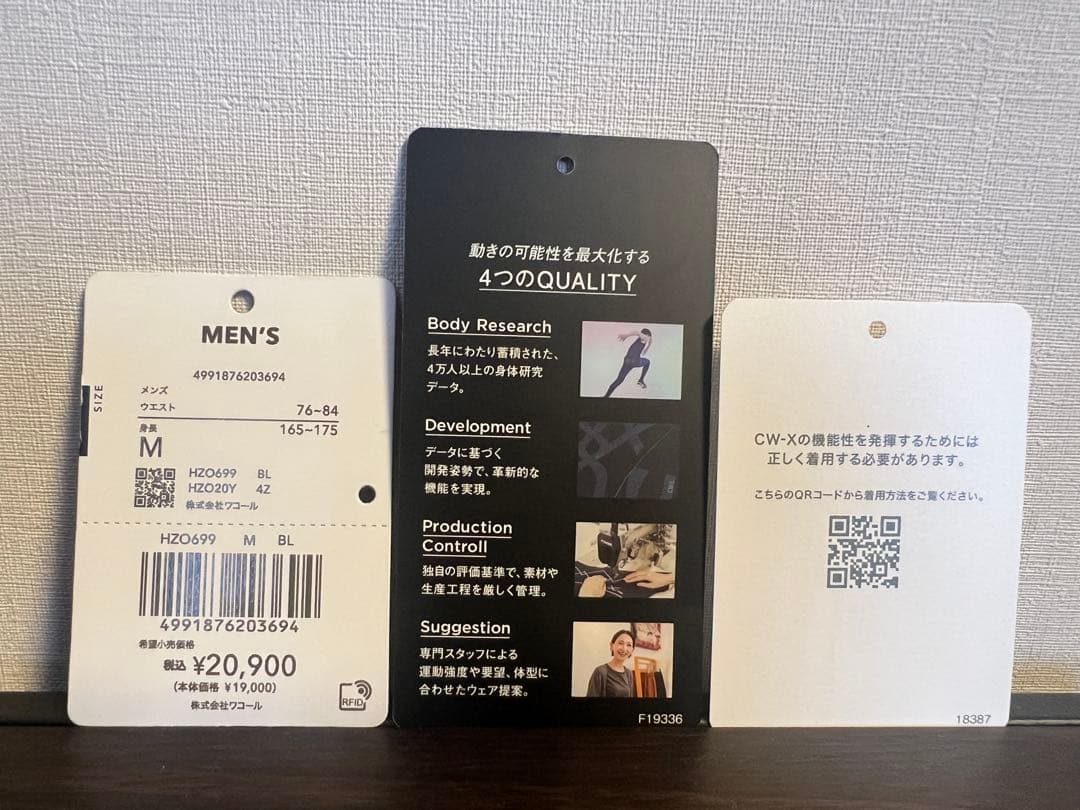 MEN'S
4991876203694
SIZE
メンズ
ウエスト 76~84
身長 165~175
M
HZO699 BL
HZO20Y 4Z
株式会社ワコール
HZO699 M BL
4991876203694
希望小売価格
税込 ¥20,900
(本体価格 ¥19,000)
株式会社ワコール
RFID
動きの可能性を最大化する
4つのQUALITY
Body Research
長年にわたり蓄積された、
4万人以上の身体研究
データ。
Development
データに基づく
開発姿勢で、革新的な
機能を実現。
Production
Controll
独自の評価基準で、素材や
生産工程を厳しく管理。
Suggestion
専門スタッフによる
運動強度や要望、体型に
合わせたウェア提案。
F19336
CW-Xの機能性を発揮するためには
正しく着用する必要があります。
こちらのQRコードから着用方法をご覧ください。
18387